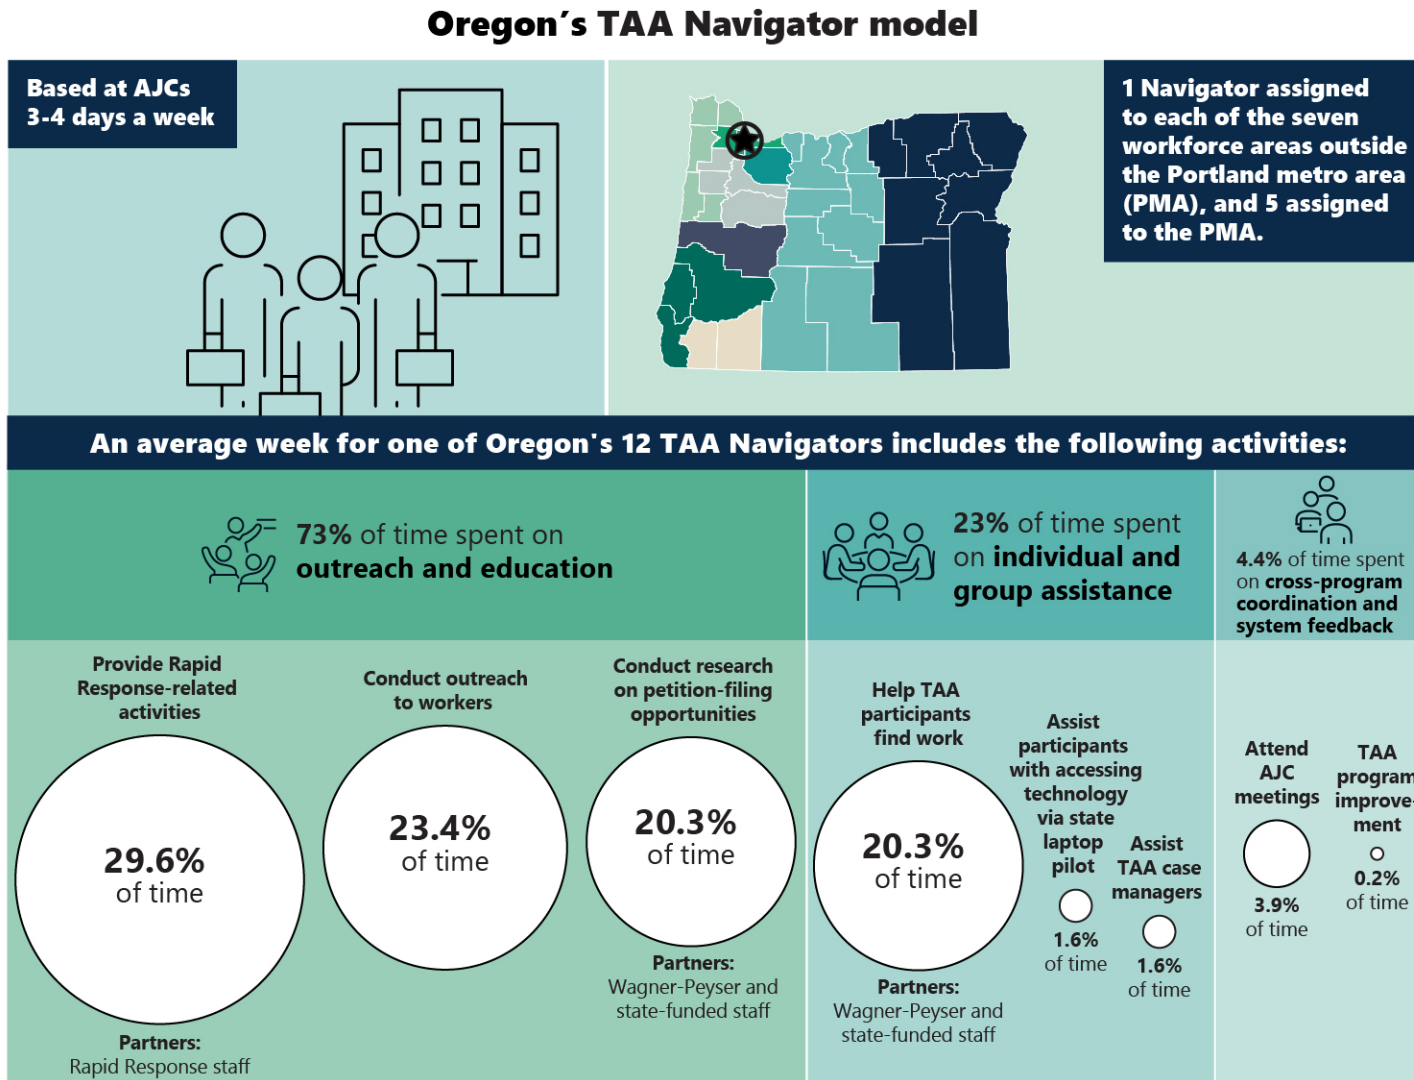 Oregon's TAA Navigator model
Based at AJCs
3-4 days a week
1 Navigator assigned
to each of the seven
workforce areas outside
the Portland metro area
(PMA), and 5 assigned
to the PMA.
An average week for one of Oregon's 12 TAA Navigators includes the following activities:
73% of time spent on
outreach and education
Provide Rapid
Response-related
activities
29.6%
of time
Partners:
Rapid Response staff
Conduct outreach
to workers
23.4%
of time
Conduct research
on petition-filing
opportunities
20.3%
of time
Partners:
Wagner-Peyser and
state-funded staff
23% of time spent
on individual and
group assistance
Help TAA
participants
find work
20.3%
of time
Partners:
Wagner-Peyser and
state-funded staff
Assist
participants
with accessing
technology
via state
laptop
pilot
1.6%
of time
Assist
TAA case
managers
1.6%
of time
4.4% of time spent
on cross-program
coordination and
system feedback
Attend
AJC
meetings
3.9%
of time
TAA
program
improve-
ment
0.2%
of time